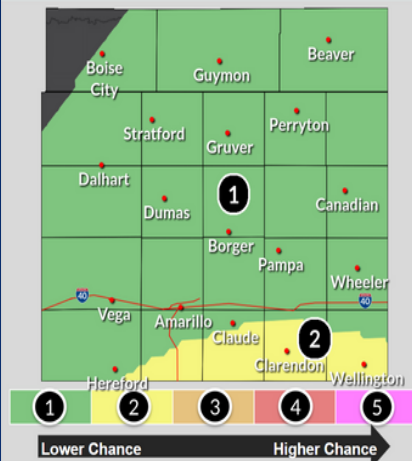 Beaver
Boise
City
Guymon
Perryton
Stratford
Gruver
Dalhart
1
Canadian
Dumas
Borger
Pampa
Wheeler
40
40
Vega
Amarillo
Claude
2
Clarendon
Wellington
Hereford
1 2 3 4 5
Lower Chance Higher Chance